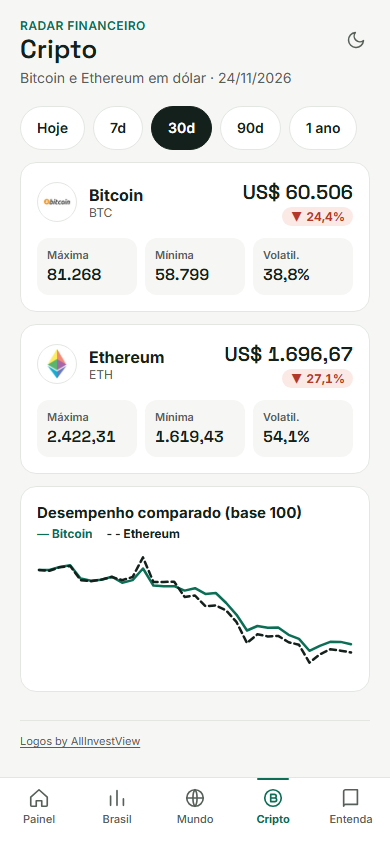 RADAR FINANCEIRO
Cripto
Bitcoin e Ethereum em dólar · 24/11/2026
Hoje 7d 30d 90d 1 ano
bitcoin
Bitcoin
BTC
US$ 60.506
▼ 24,4%
Máxima Mínima Volatil.
81.268 58.799 38,8%
Ethereum
ETH
US$ 1.696,67
▼ 27,1%
Máxima Mínima Volatil.
2.422,31 1.619,43 54,1%
Desempenho comparado (base 100)
— Bitcoin - - Ethereum
Logos by AllInvestView
Painel Brasil Mundo Cripto Entenda